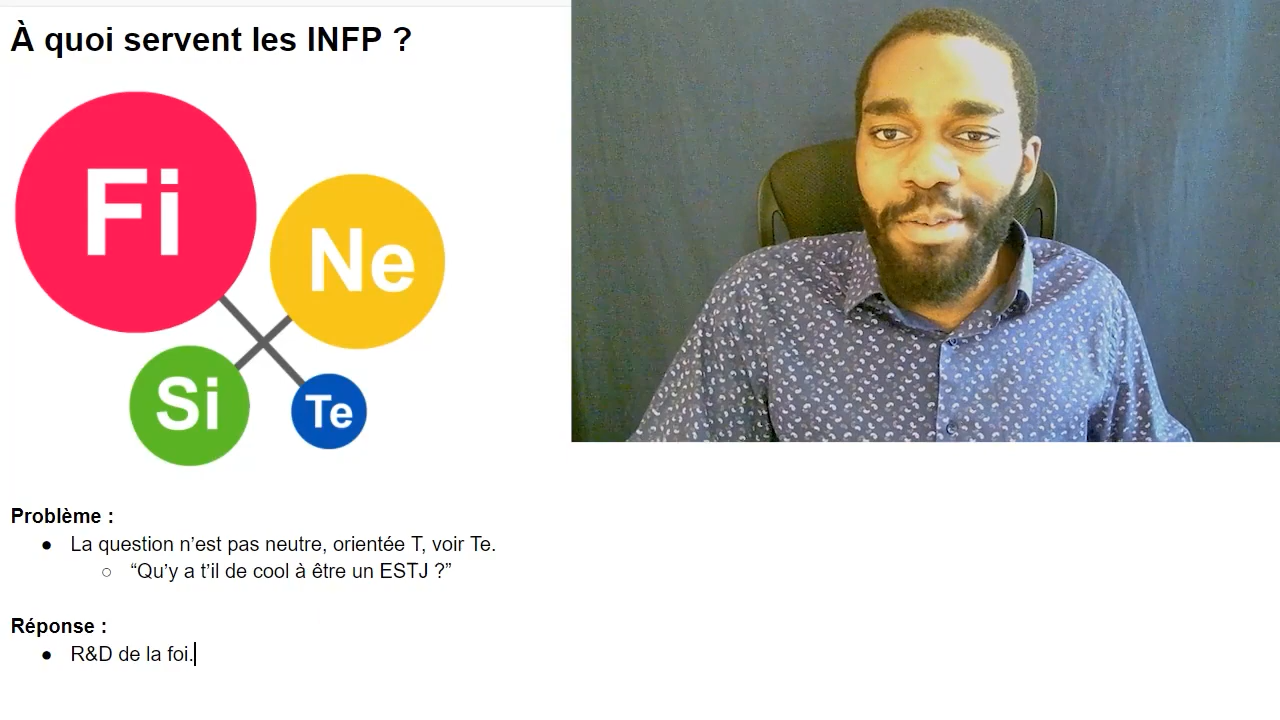 À quoi servent les INFP ?
Fi
Ne
Si
Te
Problème :
● La question n’est pas neutre, orientée T, voir Te.
○ “Qu’y a t’il de cool à être un ESTJ ?”
Réponse :
● R&D de la foi.